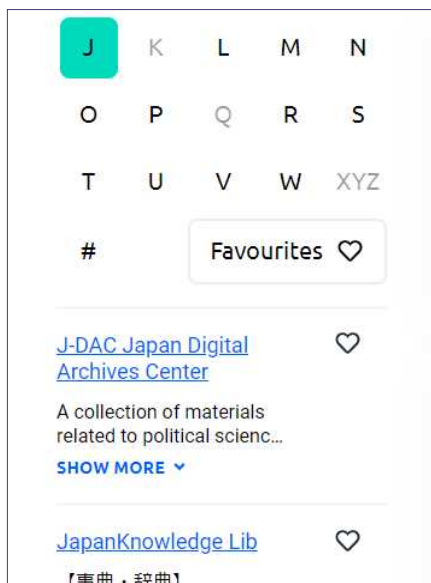 J K L M N
O P Q R S
T U V W XYZ
# Favourites
J-DAC Japan Digital
Archives Center
A collection of materials
related to political scienc...
SHOW MORE
JapanKnowledge Lib
【事典・辞典】